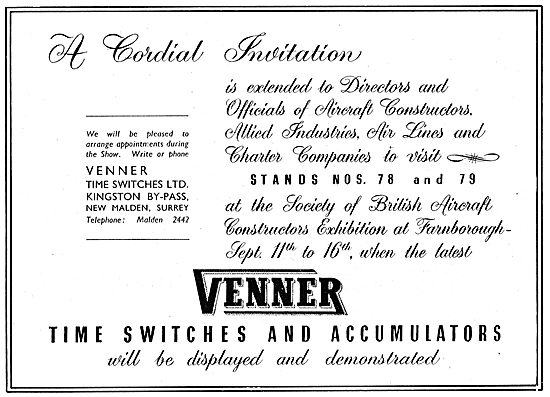 A Cordial Invitation
is extended to Directors and
Officials of Aircraft Constructors,
Allied Industries, Air Lines and
Charter Companies to visit
STANDS NOS. 78 and 79
at the Society of British Aircraft
Constructors Exhibition at Farnborough-
Sept. 11th to 16th, when the latest
We will be pleased to
arrange appointments during
the Show. Write or phone
VENNER
TIME SWITCHES LTD.
KINGSTON BY-PASS,
NEW MALDEN, SURREY
Telephone: Malden 2442
VENNER
TIME SWITCHES AND ACCUMULATORS
will be displayed and demonstrated